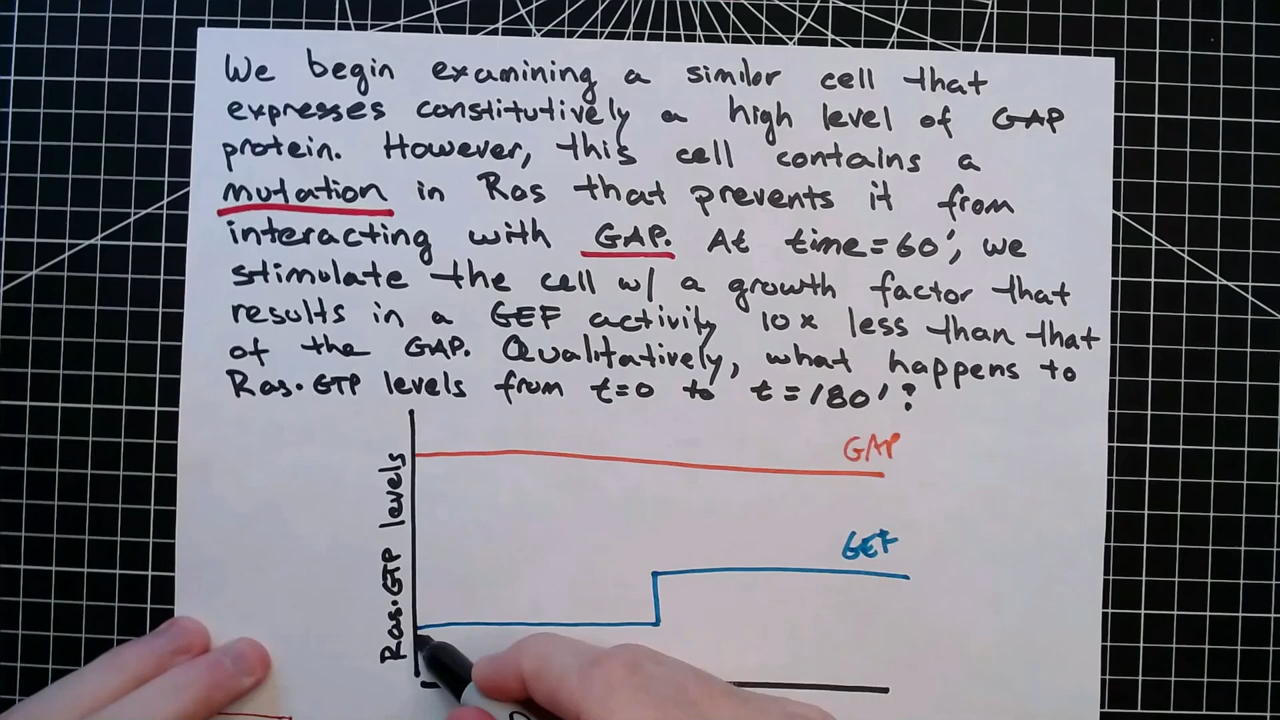 We begin examining a similar cell that
expresses constitutively a high level of GAP
protein. However, this cell contains a
mutation in Ras that prevents it from
interacting with GAP. At time=60', we
stimulate the cell w/ a growth factor that
results in a GEF activity 10x less than that
of the GAP. Qualitatively, what happens to
Ras·GTP levels from t=0 to t=180'?
GAP
GEF
Ras·GTP levels